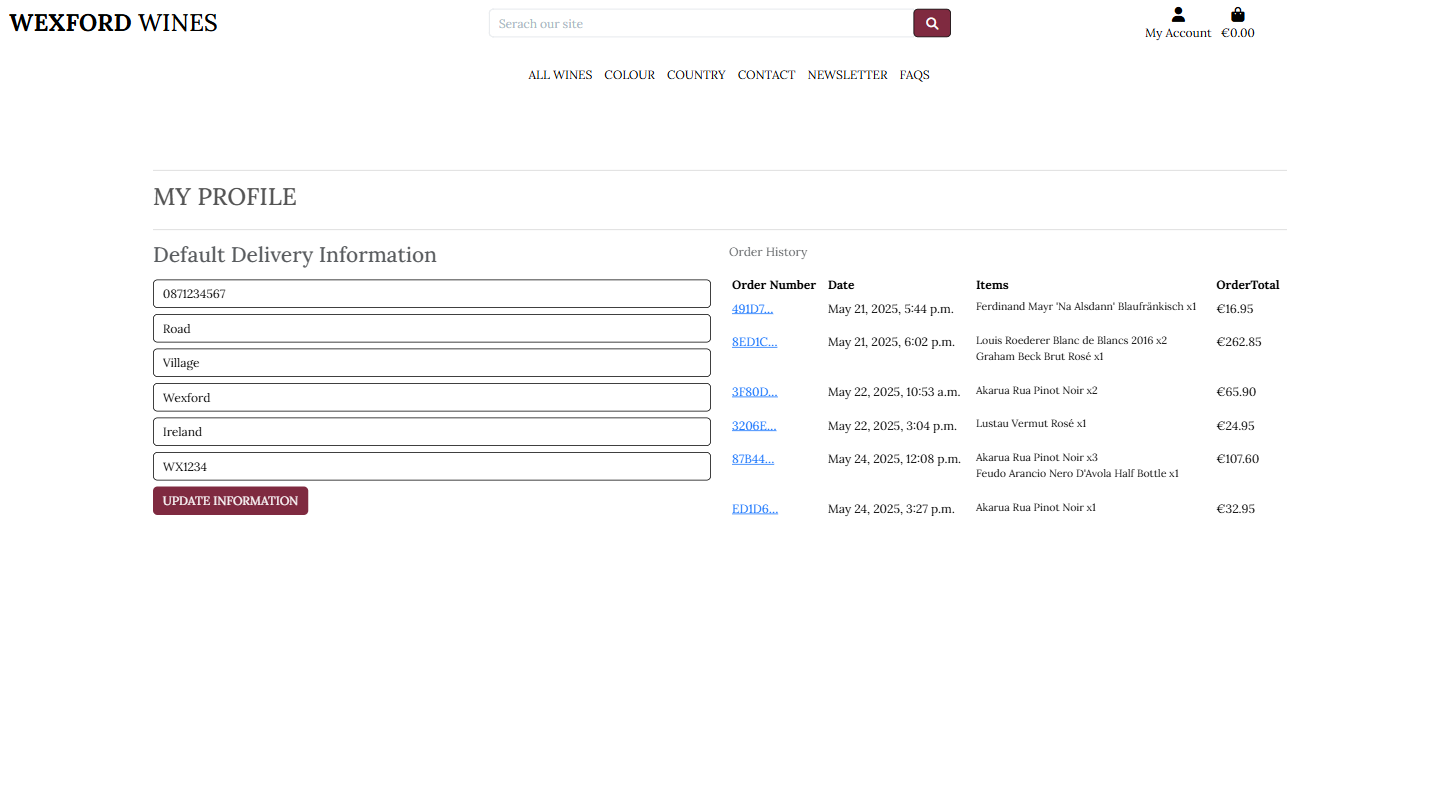 WEXFORD WINES
Serach our site
My Account €0.00
ALL WINES COLOUR COUNTRY CONTACT NEWSLETTER FAQS
MY PROFILE
Default Delivery Information
0871234567
Road
Village
Wexford
Ireland
WX1234
UPDATE INFORMATION
Order History
Order Number Date Items OrderTotal
491D7... May 21, 2025, 5:44 p.m. Ferdinand Mayr 'Na Alsdann' Blaufränkisch x1 €16.95
8ED1C... May 21, 2025, 6:02 p.m. Louis Roederer Blanc de Blancs 2016 x2 €262.85
Graham Beck Brut Rosé x1
3F80D... May 22, 2025, 10:53 a.m. Akarua Rua Pinot Noir x2 €65.90
3206E... May 22, 2025, 3:04 p.m. Lustau Vermut Rosé x1 €24.95
87B44... May 24, 2025, 12:08 p.m. Akarua Rua Pinot Noir x3 €107.60
Feudo Arancio Nero D'Avola Half Bottle x1
ED1D6... May 24, 2025, 3:27 p.m. Akarua Rua Pinot Noir x1 €32.95